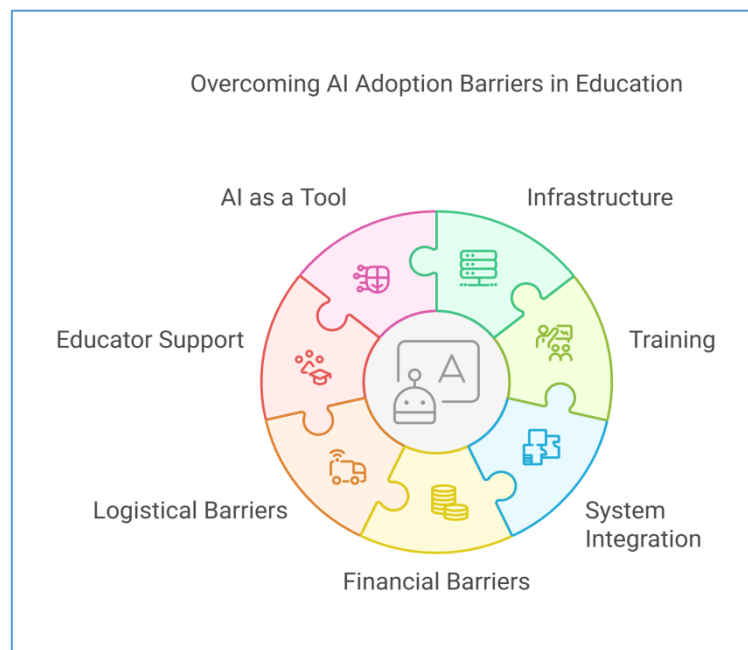 Overcoming AI Adoption Barriers in Education
AI as a Tool
Infrastructure
Educator Support
A
Training
Logistical Barriers
System
Integration
Financial Barriers